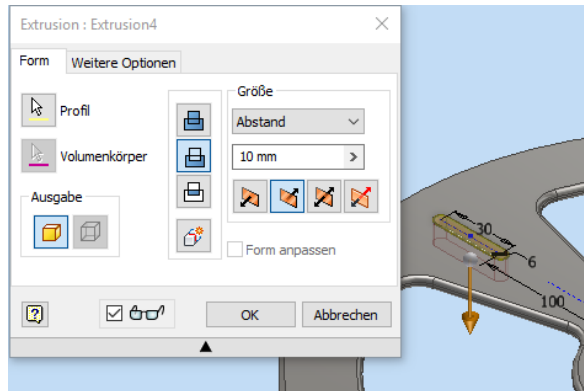 Extrusion : Extrusion4
Form
Weitere Optionen
Profil
Volumenkörper
Ausgabe
Größe
Abstand
10 mm
Form anpassen
OK
Abbrechen
30
6
100